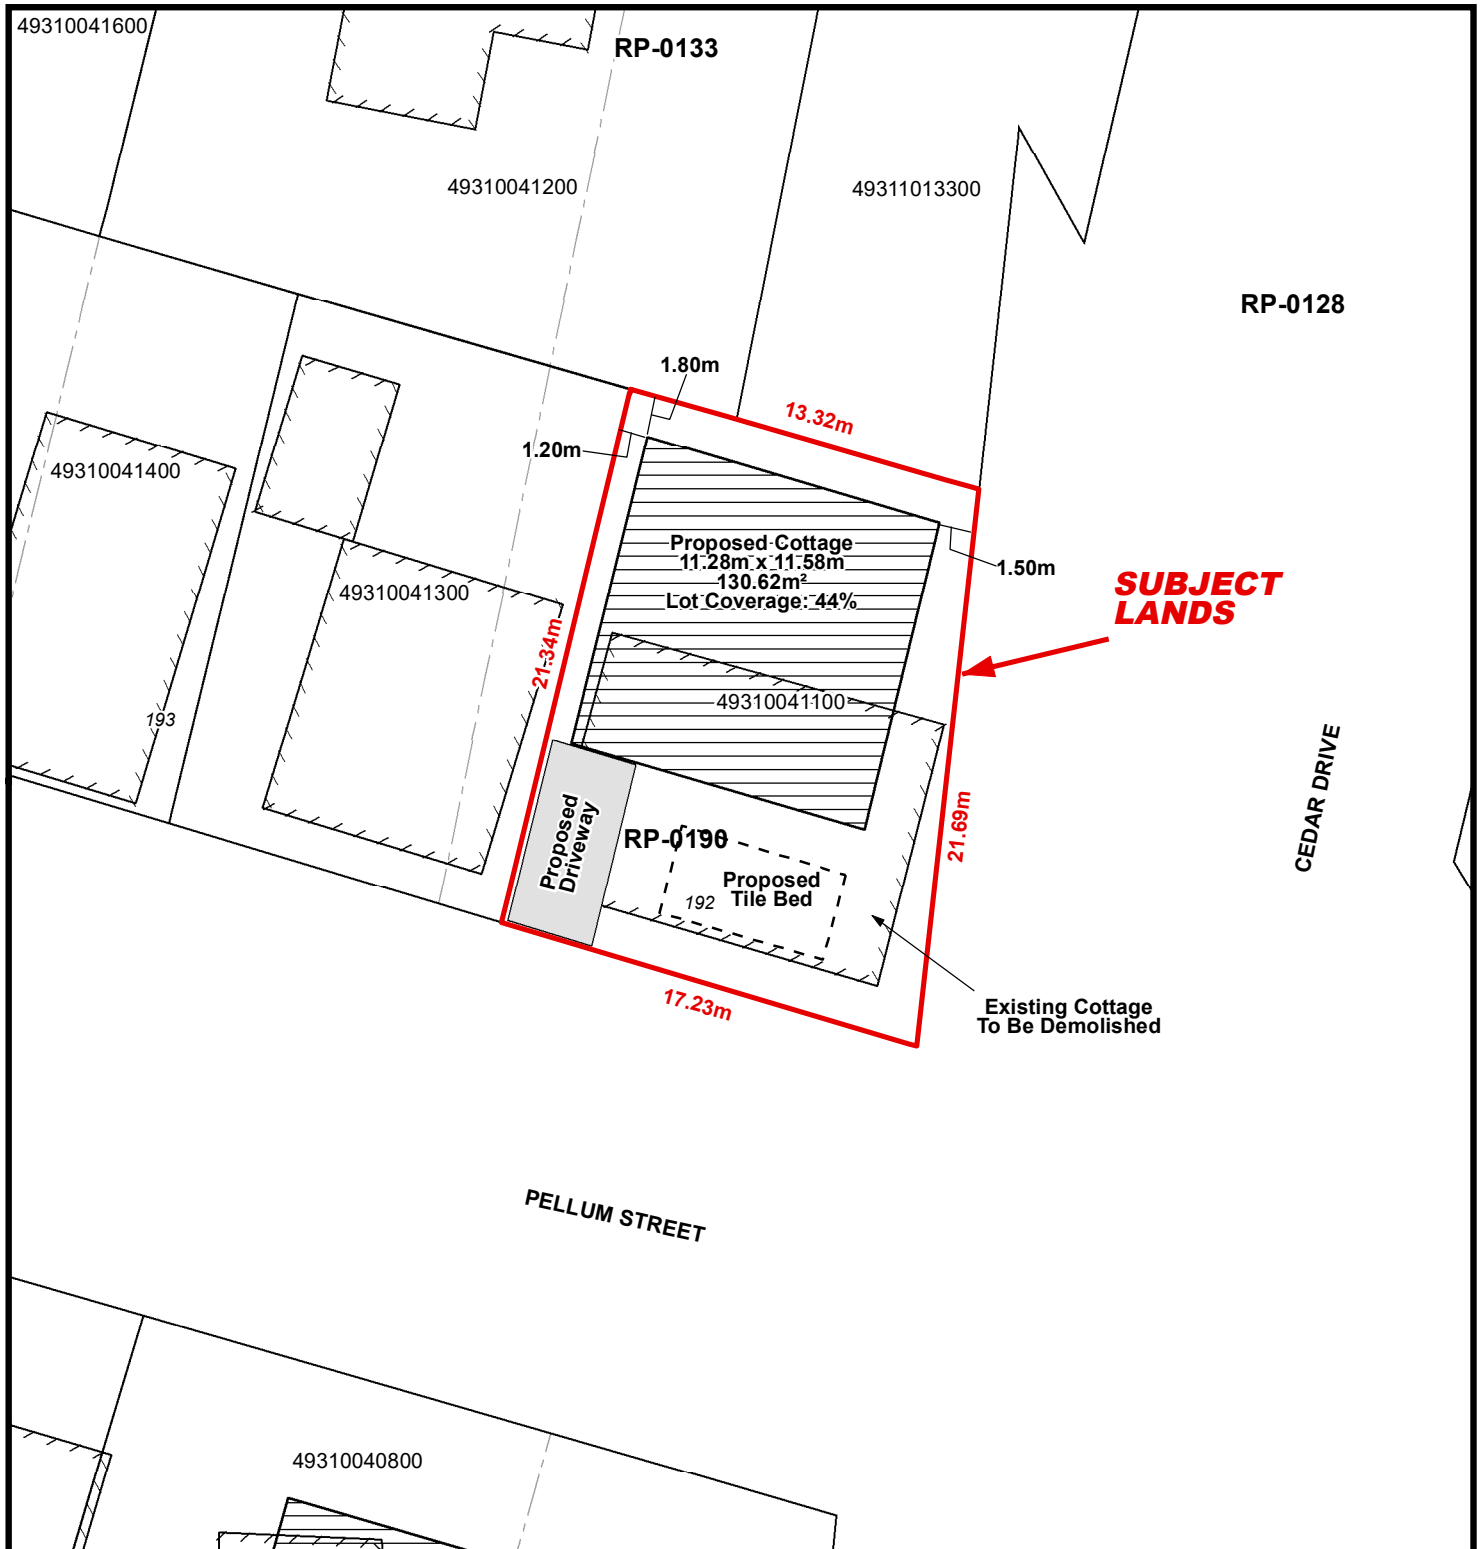 49310041600
RP-0133
49310041200
49311013300
RP-0128
1.80m
13.32m
1.20m
49310041400
Proposed Cottage
11.28m x 11.58m
130.62m²
Lot Coverage: 44%
1.50m
SUBJECT
LANDS
49310041300
21.34m
49310041100
193
CEDAR DRIVE
21.69m
Proposed
Driveway
RP-0190
Proposed
Tile Bed
192
17.23m
Existing Cottage
To Be Demolished
PELLUM STREET
49310040800